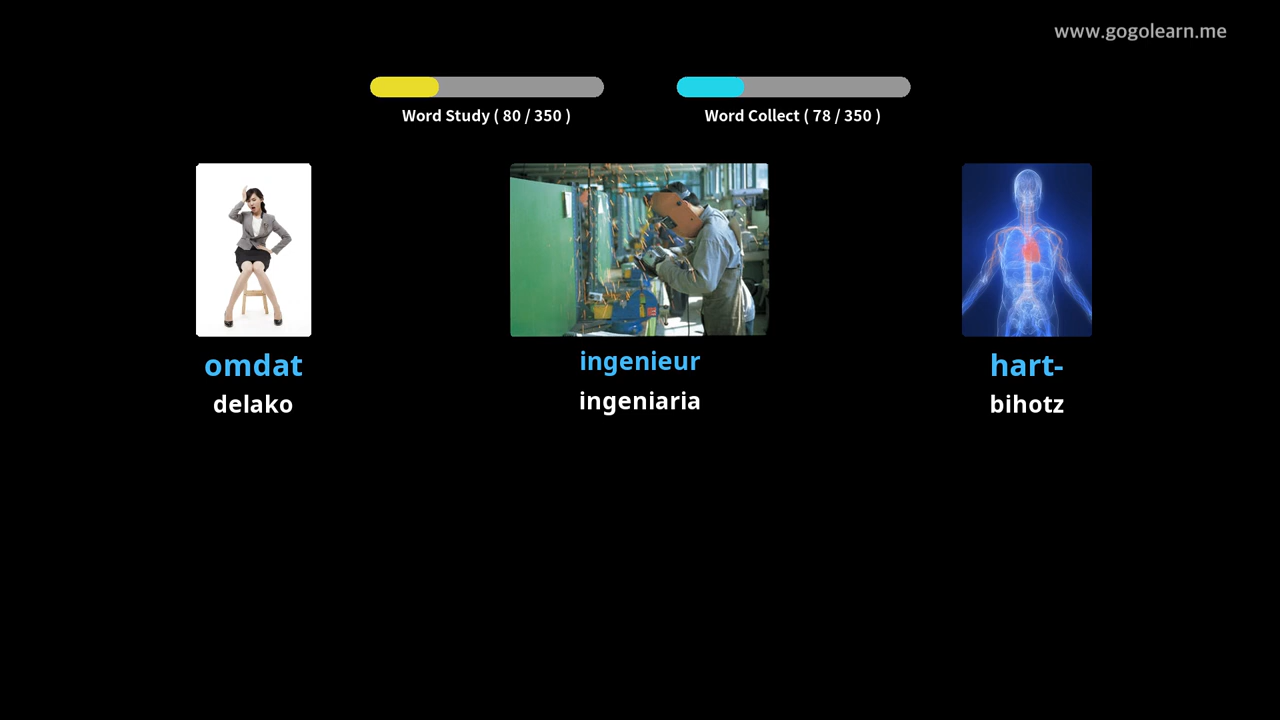 www.gogolearn.me
Word Study ( 80 / 350 )
Word Collect ( 78 / 350 )
omdat
delako
ingenieur
ingeniaria
hart-
bihotz